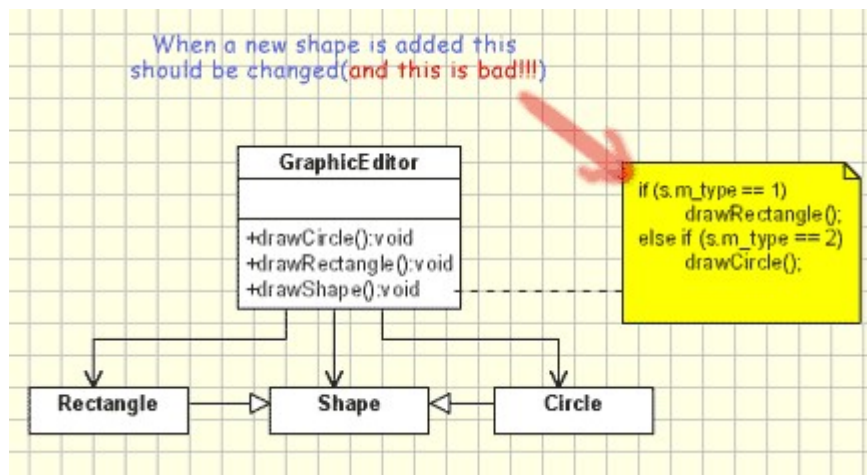 When a new shape is added this
should be changed(and this is bad!!!)
GraphicEditor
+drawCircle():void
+drawRectangle():void
+drawShape():void
if (s.m_type == 1)
drawRectangle();
else if (s.m_type == 2)
drawCircle();
Rectangle
Shape
Circle